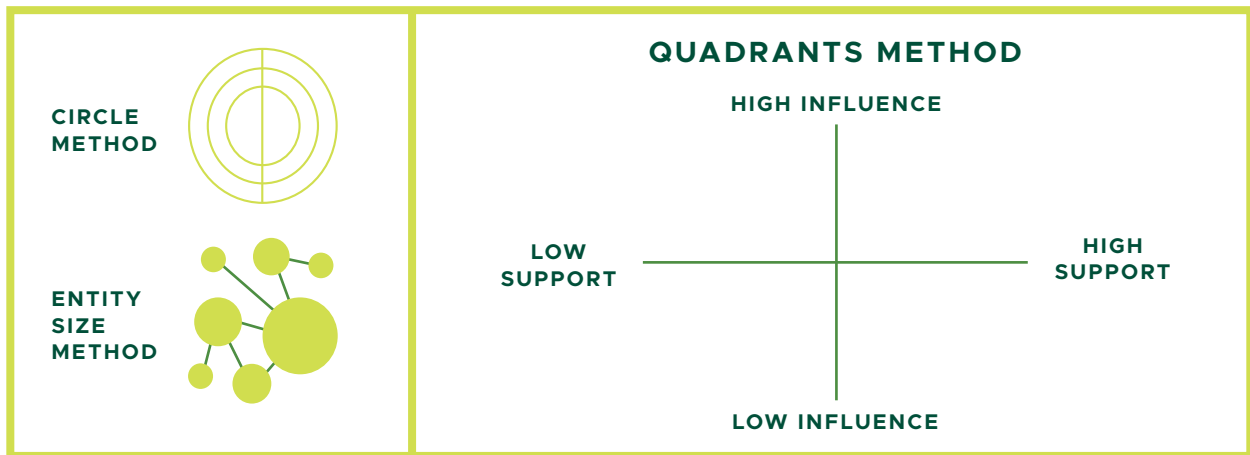 CIRCLE
METHOD
ENTITY
SIZE
METHOD
QUADRANTS METHOD
HIGH INFLUENCE
LOW
SUPPORT
HIGH
SUPPORT
LOW INFLUENCE